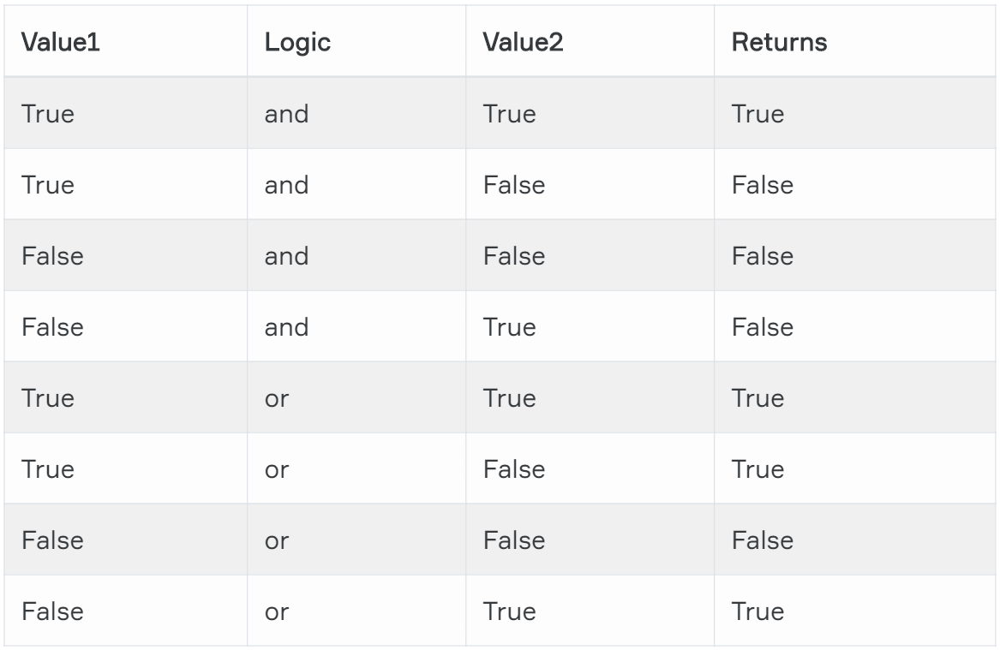 Value1 Logic Value2 Returns
True and True True
True and False False
False and False False
False and True False
True or True True
True or False True
False or False False
False or True True